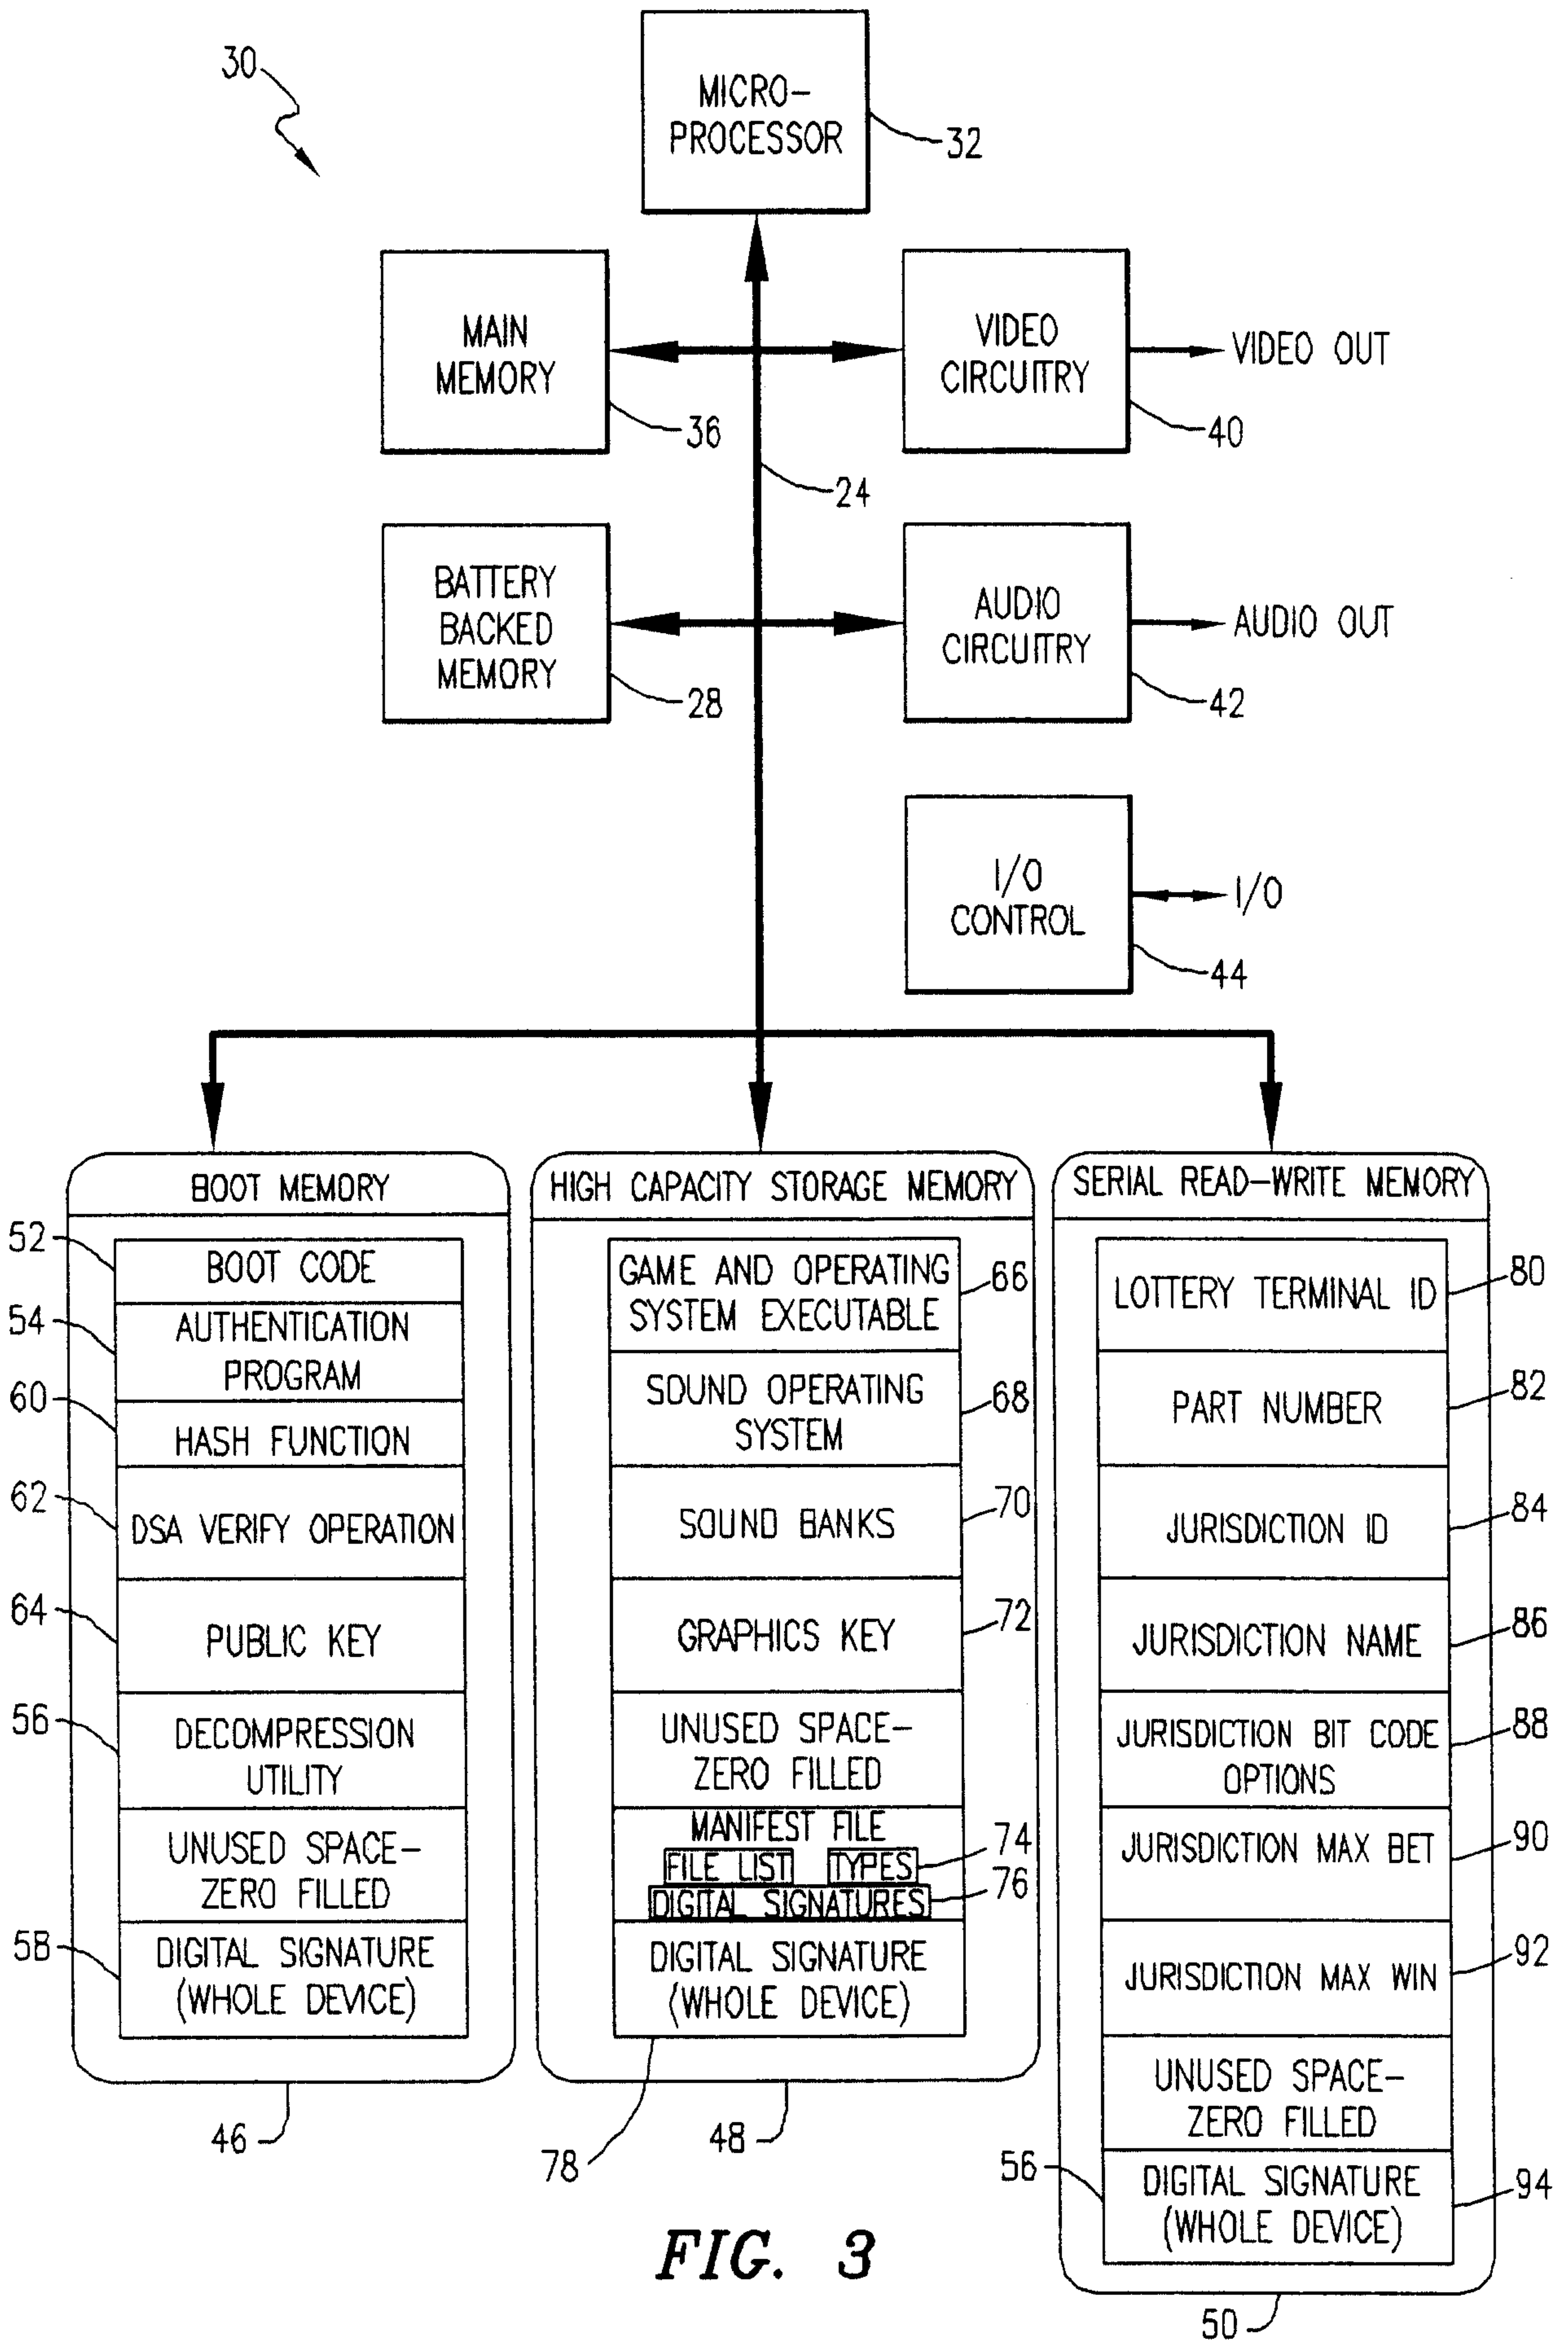 30
MICRO-
PROCESSOR
32
MAIN
MEMORY
36
VIDEO
CIRCUITRY
40
VIDEO OUT
24
BATTERY
BACKED
MEMORY
28
AUDIO
CIRCUITRY
42
AUDIO OUT
I/O
CONTROL
44
I/O
BOOT MEMORY
52
BOOT CODE
54
AUTHENTICATION
PROGRAM
60
HASH FUNCTION
62
DSA VERIFY OPERATION
64
PUBLIC KEY
56
DECOMPRESSION
UTILITY
UNUSED SPACE-
ZERO FILLED
58
DIGITAL SIGNATURE
(WHOLE DEVICE)
46
HIGH CAPACITY STORAGE MEMORY
GAME AND OPERATING
SYSTEM EXECUTABLE
66
SOUND OPERATING
SYSTEM
68
SOUND BANKS
70
GRAPHICS KEY
72
UNUSED SPACE-
ZERO FILLED
MANIFEST FILE
FILE LIST TYPES
74
DIGITAL SIGNATURES
76
DIGITAL SIGNATURE
(WHOLE DEVICE)
78
48
SERIAL READ-WRITE MEMORY
LOTTERY TERMINAL ID
80
PART NUMBER
82
JURISDICTION ID
84
JURISDICTION NAME
86
JURISDICTION BIT CODE
OPTIONS
88
JURISDICTION MAX BET
90
JURISDICTION MAX WIN
92
UNUSED SPACE-
ZERO FILLED
56
DIGITAL SIGNATURE
(WHOLE DEVICE)
94
50
FIG. 3